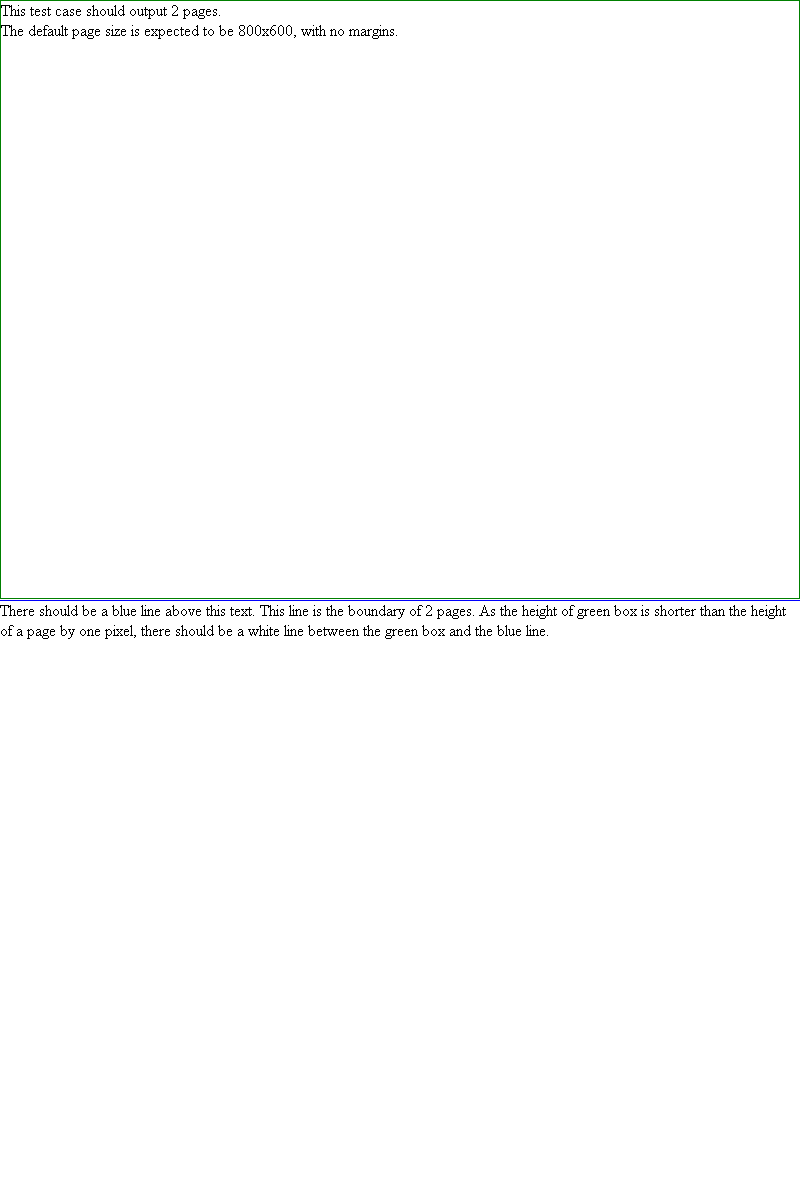 This test case should output 2 pages.
The default page size is expected to be 800x600, with no margins.
There should be a blue line above this text. This line is the boundary of 2 pages. As the height of green box is shorter than the height
of a page by one pixel, there should be a white line between the green box and the blue line.